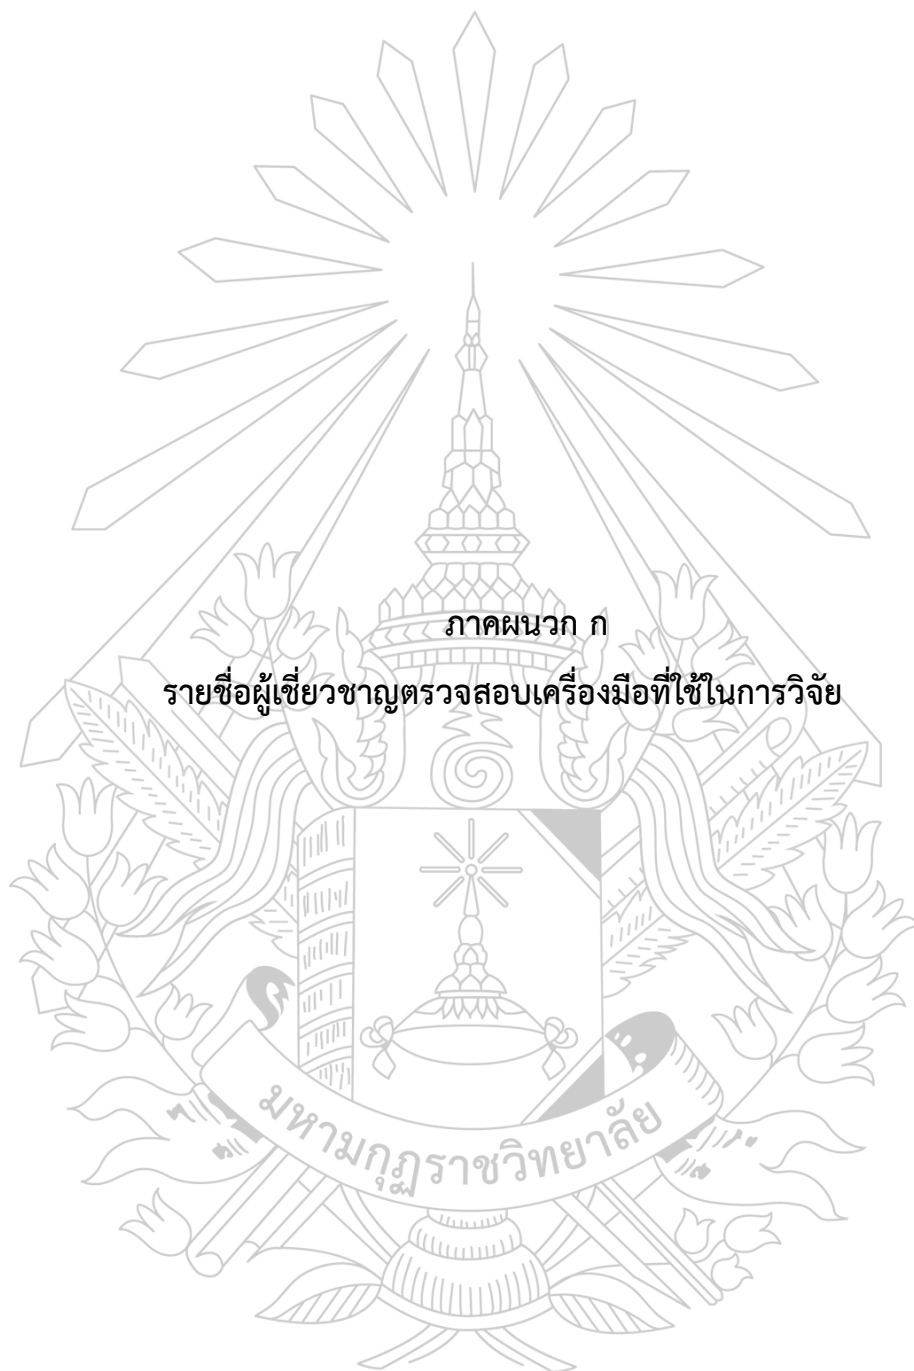 ภาคผนวก ก
รายชื่อผู้เชี่ยวชาญตรวจสอบเครื่องมือที่ใช้ในการวิจัย
มหามกุฏราชวิทยาลัย